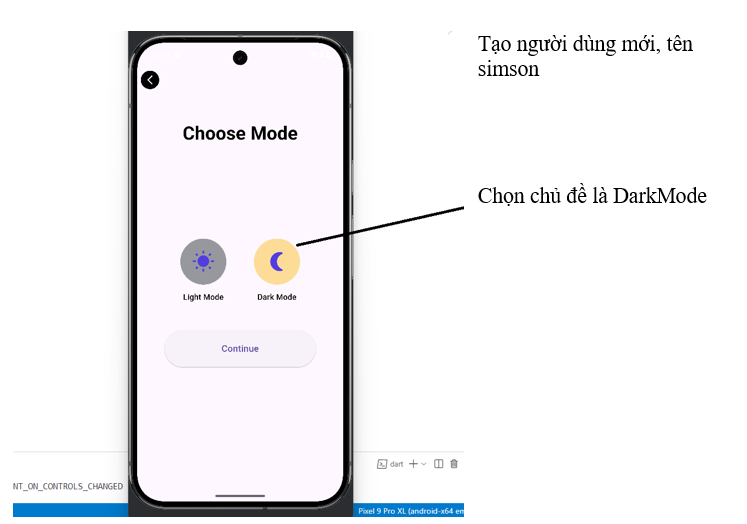 Tạo người dùng mới, tên
simson
Choose Mode
Chọn chủ đề là DarkMode
Light Mode
Dark Mode
Continue
dart
NT_ON_CONTROLS_CHANGED
Pixel 9 Pro XL (android-x64 em